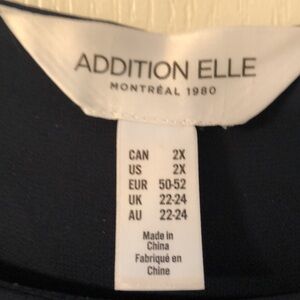 ADDITION ELLE
MONTRÉAL 1980
CAN 2X
US 2X
EUR 50-52
UK 22-24
AU 22-24
Made in
China
Fabriqué en
Chine